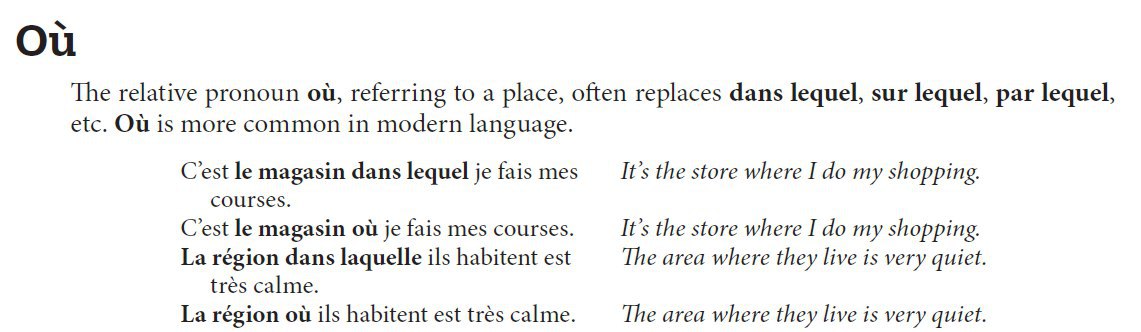 Où
The relative pronoun où, referring to a place, often replaces dans lequel, sur lequel, par lequel,
etc. Où is more common in modern language.
C’est le magasin dans lequel je fais mes It’s the store where I do my shopping.
courses.
C’est le magasin où je fais mes courses. It’s the store where I do my shopping.
La région dans laquelle ils habitent est The area where they live is very quiet.
très calme.
La région où ils habitent est très calme. The area where they live is very quiet.